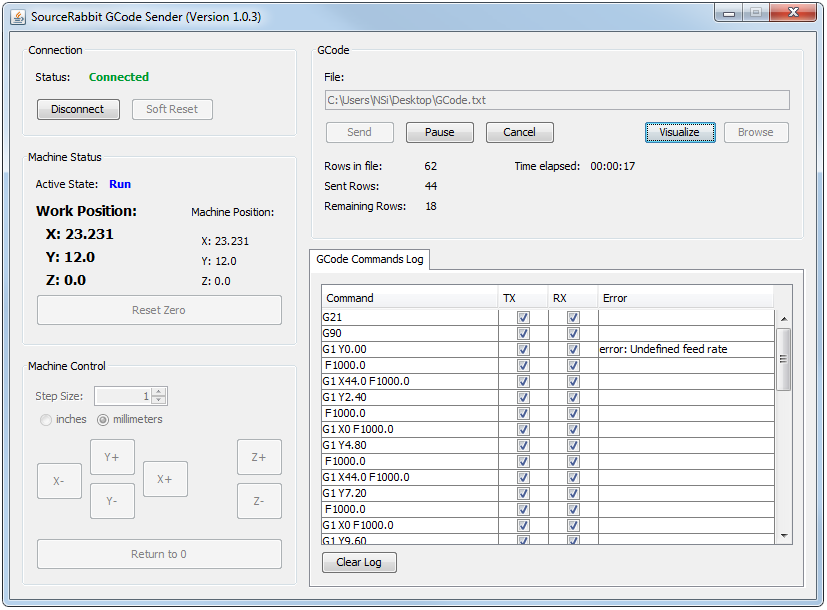 SourceRabbit GCode Sender (Version 1.0.3)
Connection
Status: Connected
Disconnect Soft Reset
Machine Status
Active State: Run
Work Position: Machine Position:
X: 23.231 X: 23.231
Y: 12.0 Y: 12.0
Z: 0.0 Z: 0.0
Reset Zero
Machine Control
Step Size: 1
inches millimeters
Y+ Z+
X- X+
Y- Z-
Return to 0
GCode
File:
C:\Users\NSi\Desktop\GCode.txt
Send Pause Cancel Visualize Browse
Rows in file: 62 Time elapsed: 00:00:17
Sent Rows: 44
Remaining Rows: 18
GCode Commands Log
Command TX RX Error
G21
G90
G1 Y0.00 error: Undefined feed rate
F1000.0
G1 X44.0 F1000.0
G1 Y2.40
F1000.0
G1 X0 F1000.0
G1 Y4.80
F1000.0
G1 X44.0 F1000.0
G1 Y7.20
F1000.0
G1 X0 F1000.0
G1 Y9.60
Clear Log